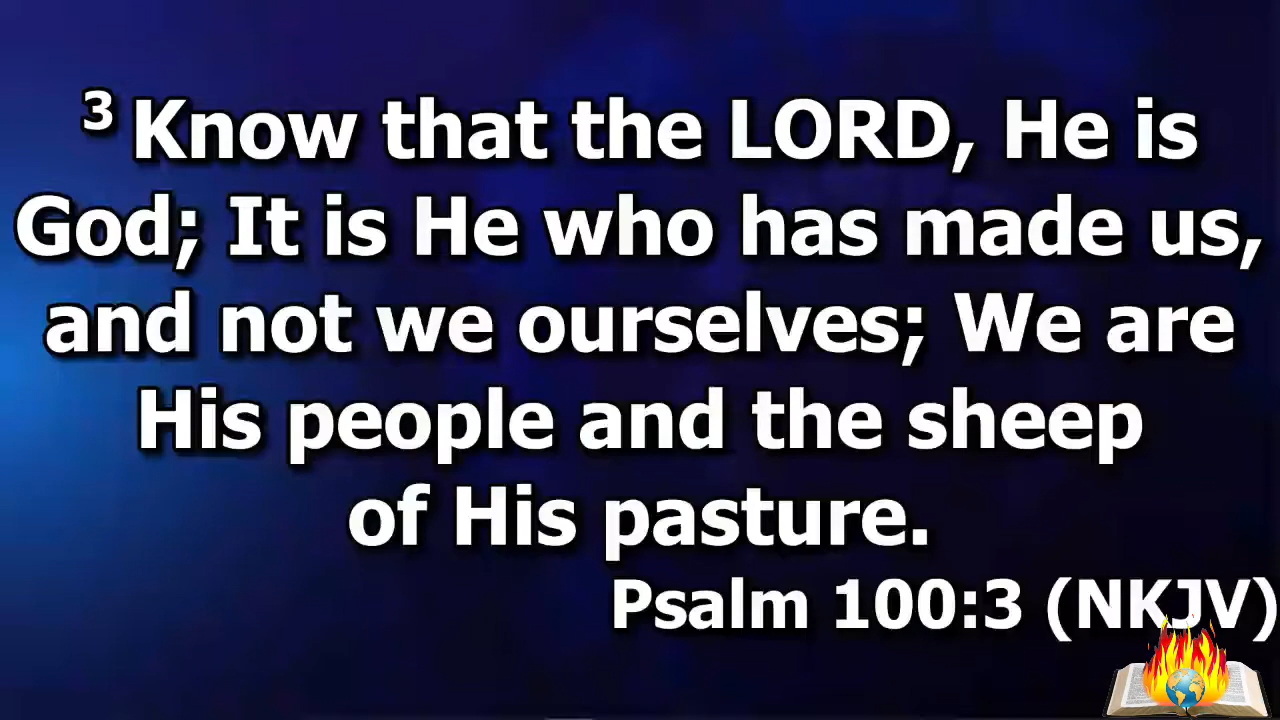 3 Know that the LORD, He is
God; It is He who has made us,
and not we ourselves; We are
His people and the sheep
of His pasture.
Psalm 100:3 (NKJV)